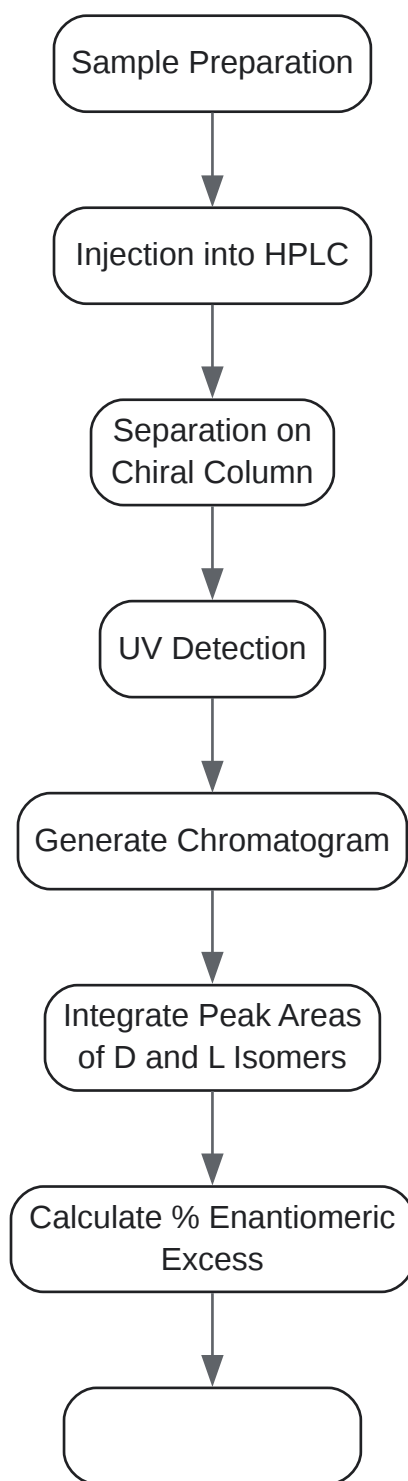 Sample Preparation
Injection into HPLC
Separation on
Chiral Column
UV Detection
Generate Chromatogram
Integrate Peak Areas
of D and L Isomers
Calculate % Enantiomeric
Excess